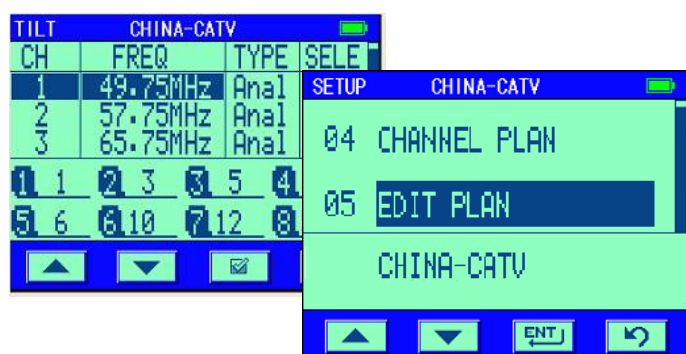 TILT CHINA-CATV
CH FREQ TYPE SELE
1 49.75MHz Anal
2 57.75MHz Anal
3 65.75MHz Anal
1 1 2 3 3 5 4
5 6 6 10 7 12 8
SETUP CHINA-CATV
04 CHANNEL PLAN
05 EDIT PLAN
CHINA-CATV
ENT